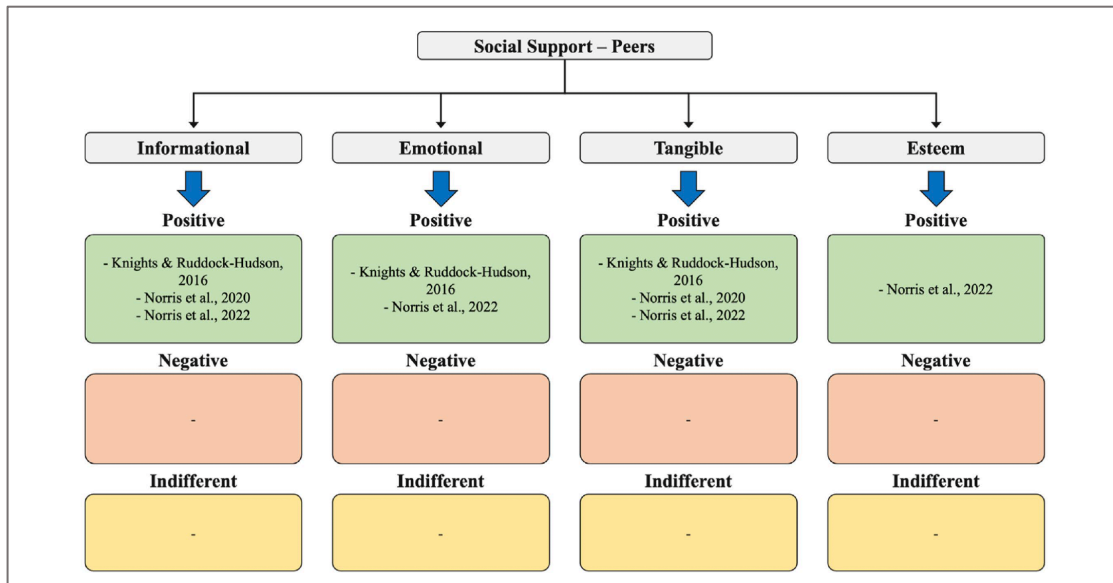 Social Support – Peers
Informational
Emotional
Tangible
Esteem
Positive
Positive
Positive
Positive
- Knights & Ruddock-Hudson,
2016
- Norris et al., 2020
- Norris et al., 2022
- Knights & Ruddock-Hudson,
2016
- Norris et al., 2022
- Knights & Ruddock-Hudson,
2016
- Norris et al., 2020
- Norris et al., 2022
- Norris et al., 2022
Negative
Negative
Negative
Negative
-
-
-
-
Indifferent
Indifferent
Indifferent
Indifferent
-
-
-
-